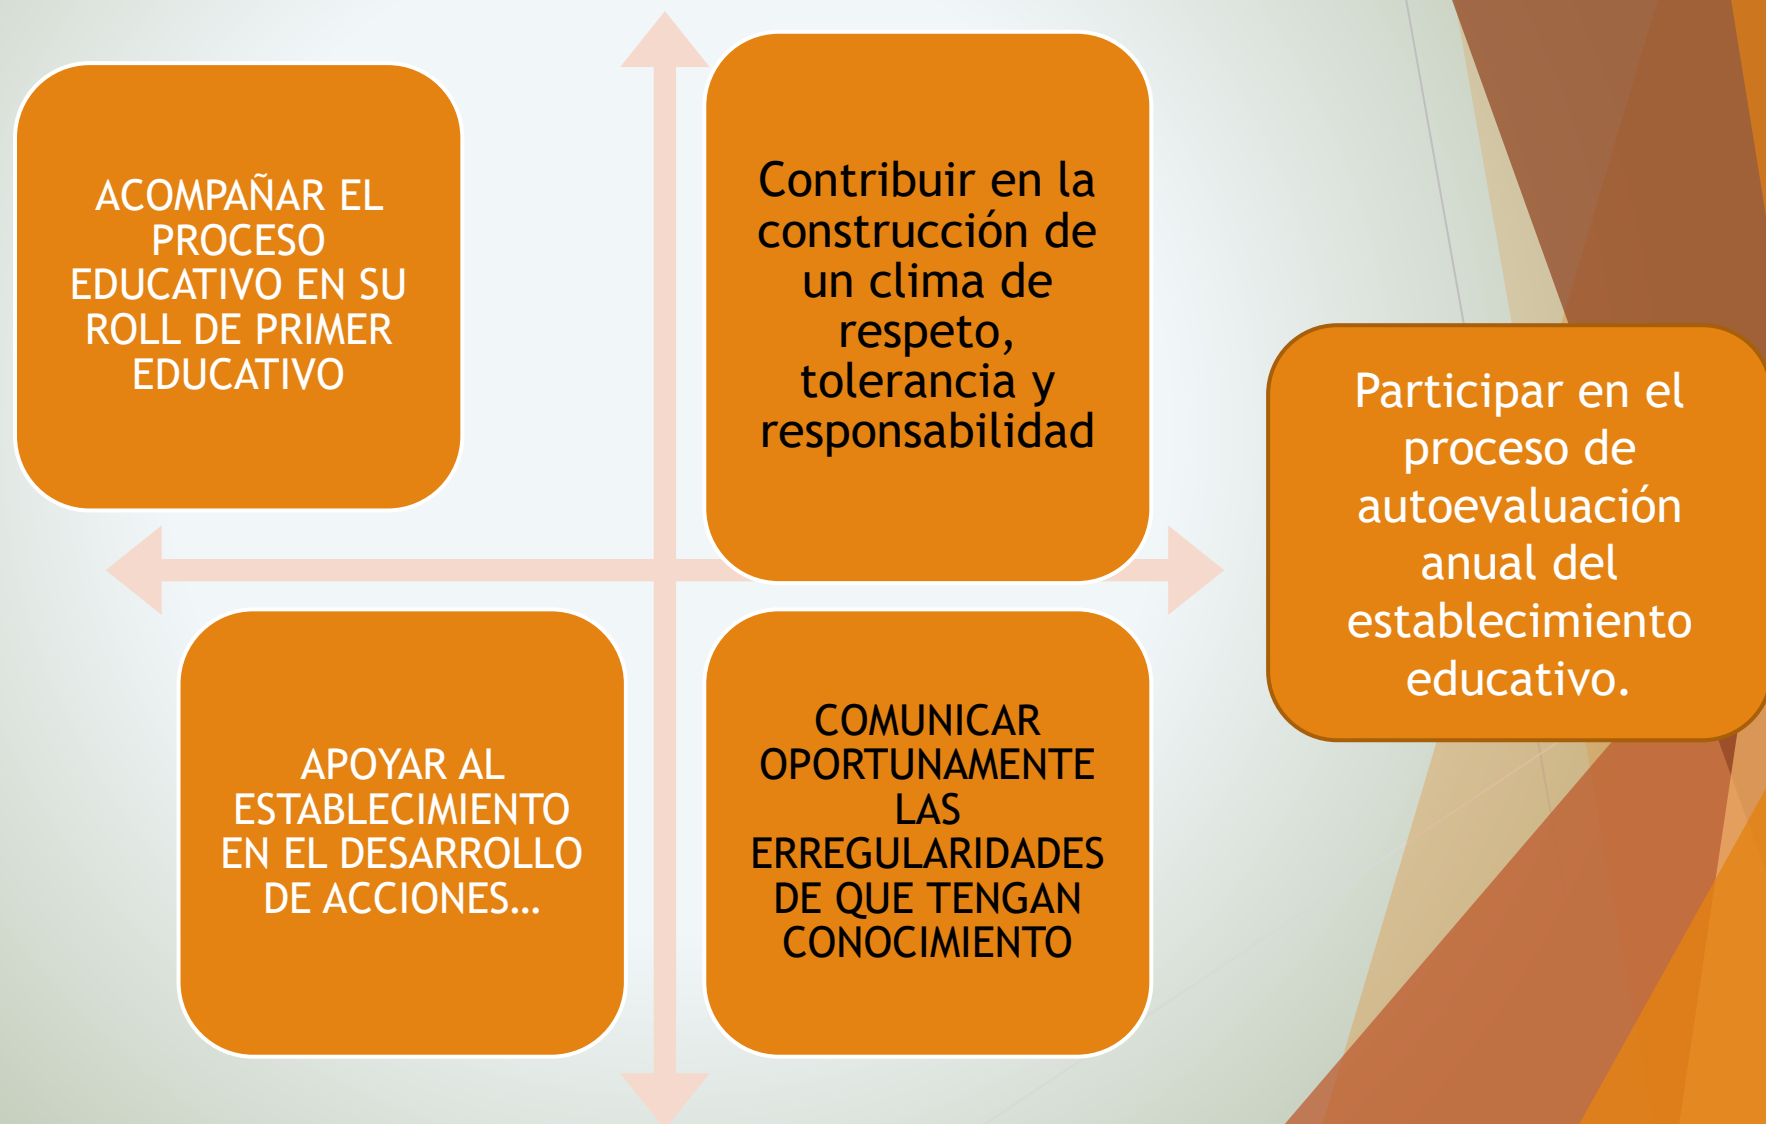 ACOMPAÑAR EL
PROCESO
EDUCATIVO EN SU
ROLL DE PRIMER
EDUCATIVO
Contribuir en la
construcción de
un clima de
respeto,
tolerancia y
responsabilidad
Participar en el
proceso de
autoevaluación
anual del
establecimiento
educativo.
APOYAR AL
ESTABLECIMIENTO
EN EL DESARROLLO
DE ACCIONES…
COMUNICAR
OPORTUNAMENTE
LAS
ERREGULARIDADES
DE QUE TENGAN
CONOCIMIENTO